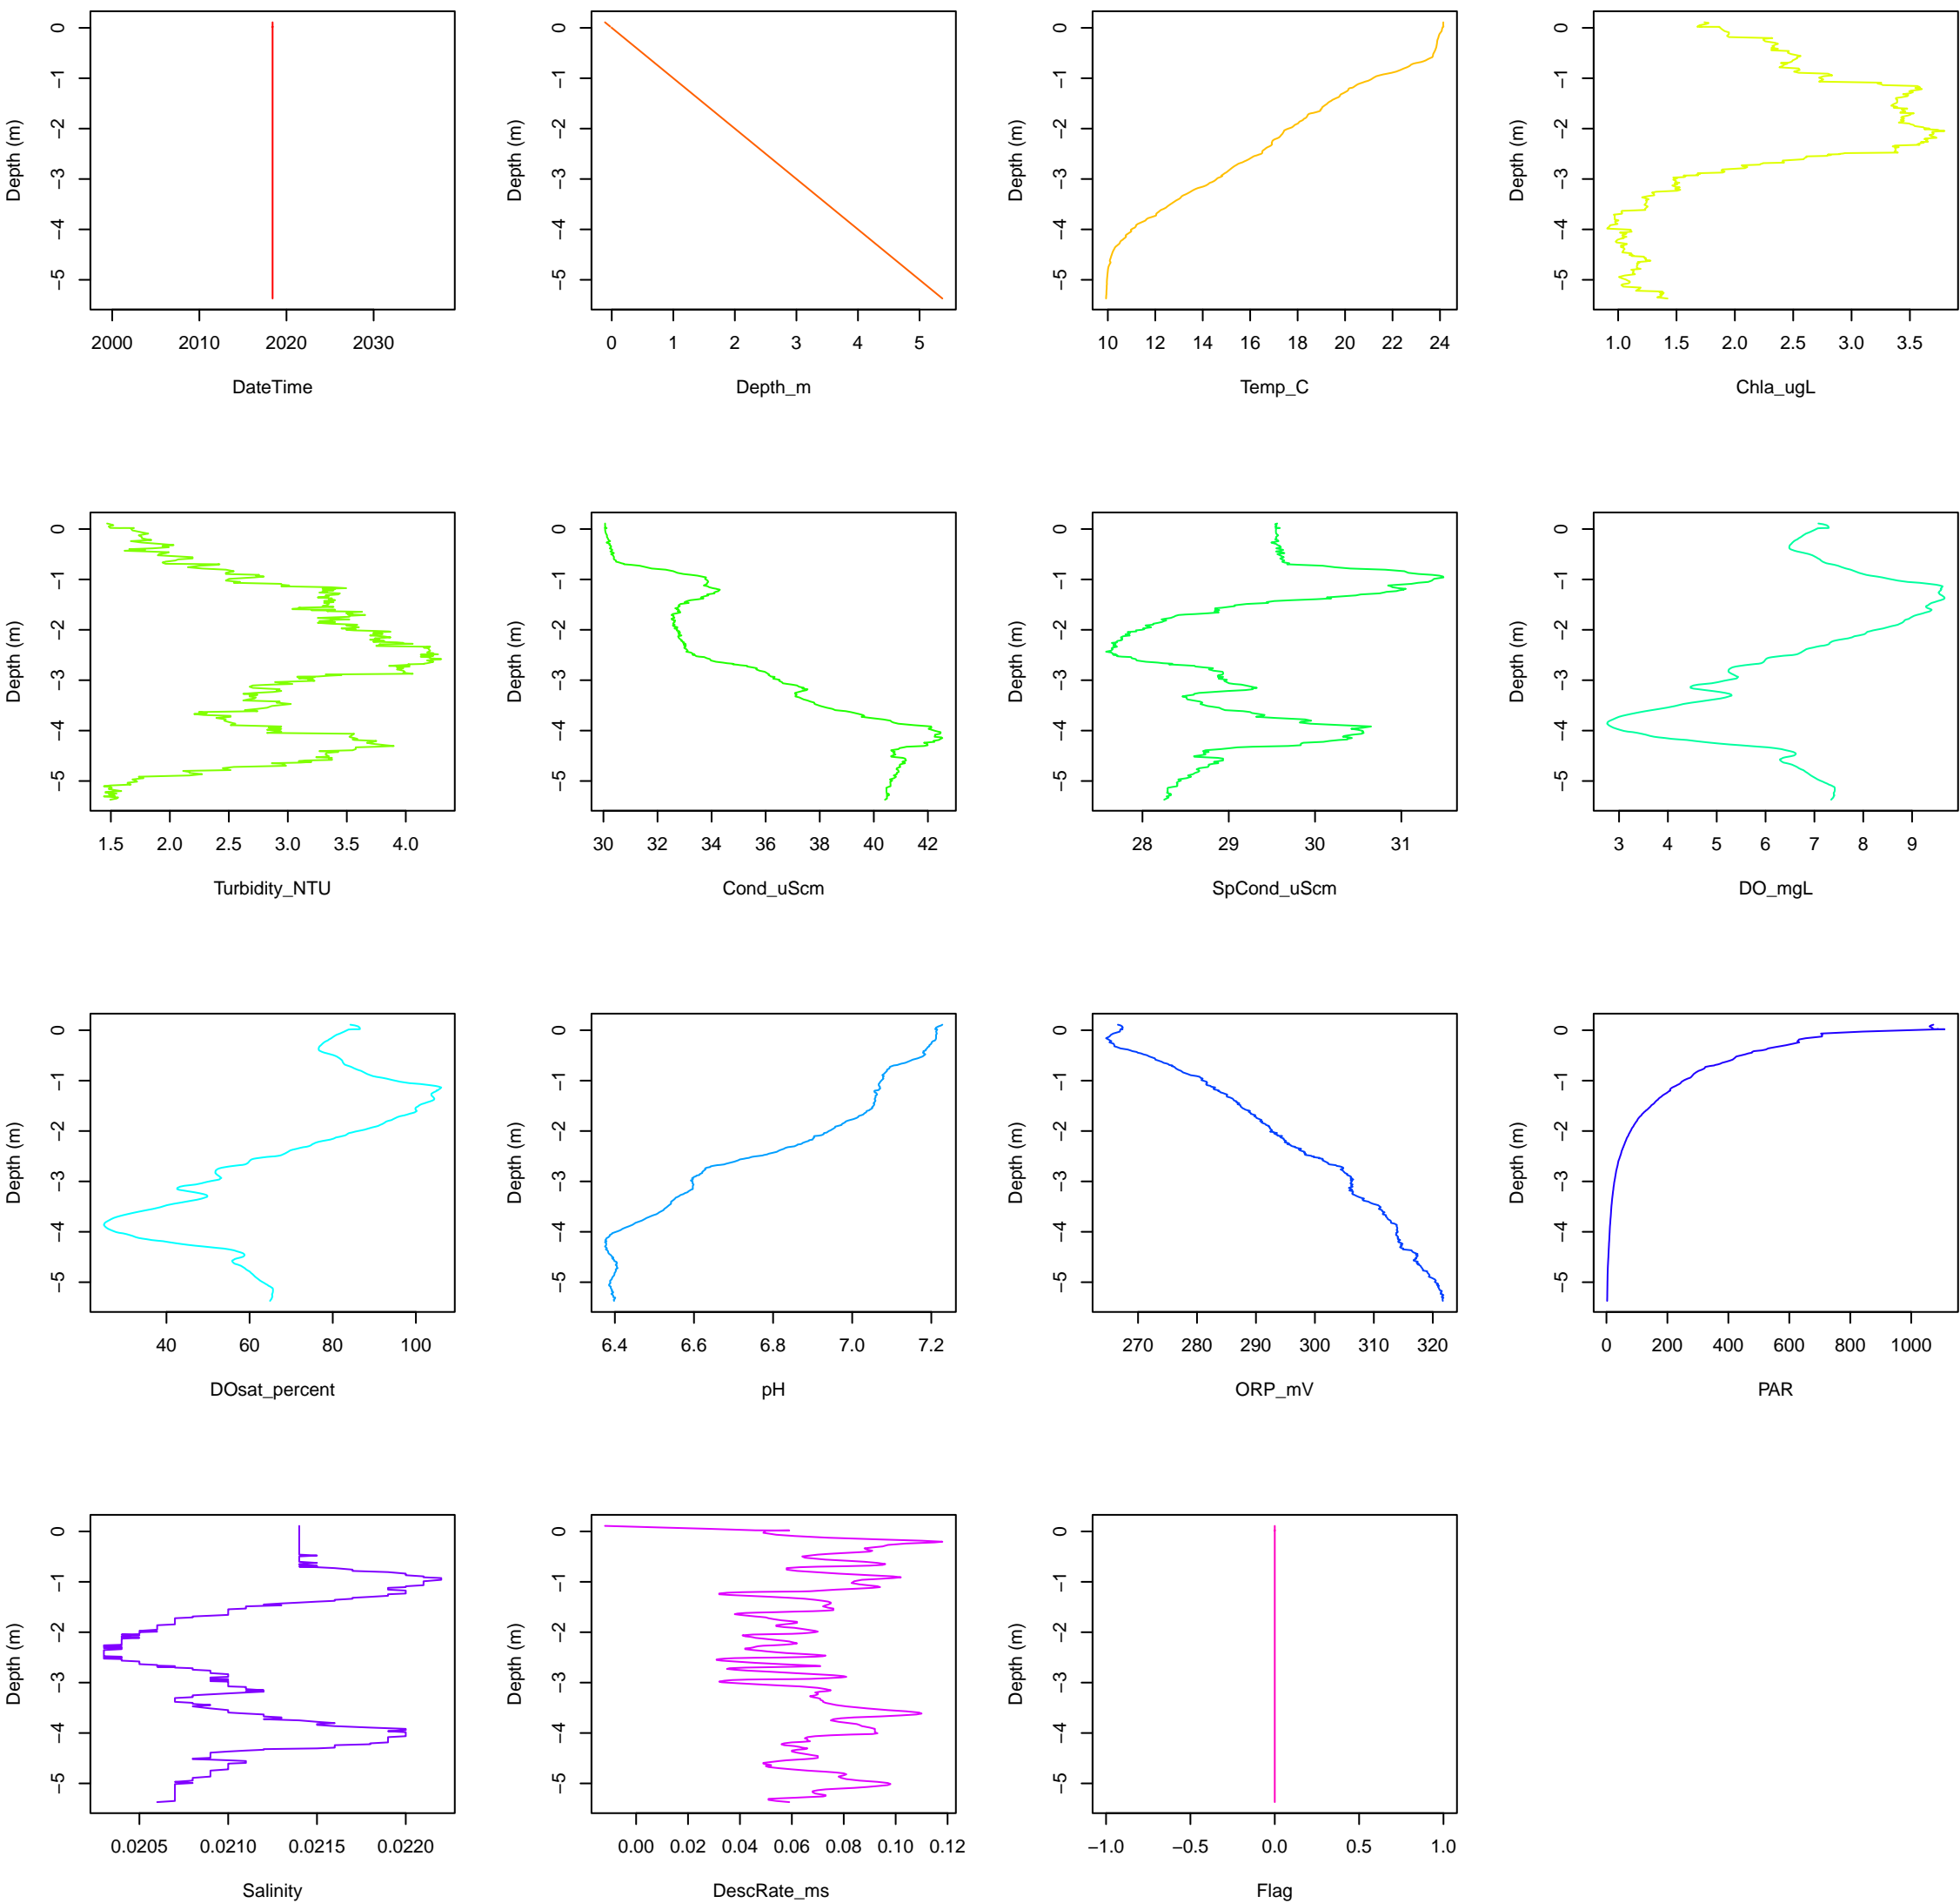 Depth (m)
0
−1
−2
−3
−4
−5
2000 2010 2020 2030
DateTime
Depth (m)
0
−1
−2
−3
−4
−5
0 1 2 3 4 5
Depth_m
Depth (m)
0
−1
−2
−3
−4
−5
10 12 14 16 18 20 22 24
Temp_C
Depth (m)
0
−1
−2
−3
−4
−5
1.0 1.5 2.0 2.5 3.0 3.5
Chla_ugL
Depth (m)
0
−1
−2
−3
−4
−5
1.5 2.0 2.5 3.0 3.5 4.0
Turbidity_NTU
Depth (m)
0
−1
−2
−3
−4
−5
30 32 34 36 38 40 42
Cond_uScm
Depth (m)
0
−1
−2
−3
−4
−5
28 29 30 31
SpCond_uScm
Depth (m)
0
−1
−2
−3
−4
−5
3 4 5 6 7 8 9
DO_mgL
Depth (m)
0
−1
−2
−3
−4
−5
40 60 80 100
DOsat_percent
Depth (m)
0
−1
−2
−3
−4
−5
6.4 6.6 6.8 7.0 7.2
pH
Depth (m)
0
−1
−2
−3
−4
−5
270 280 290 300 310 320
ORP_mV
Depth (m)
0
−1
−2
−3
−4
−5
0 200 400 600 800 1000
PAR
Depth (m)
0
−1
−2
−3
−4
−5
0.0205 0.0210 0.0215 0.0220
Salinity
Depth (m)
0
−1
−2
−3
−4
−5
0.00 0.02 0.04 0.06 0.08 0.10 0.12
DescRate_ms
Depth (m)
0
−1
−2
−3
−4
−5
−1.0 −0.5 0.0 0.5 1.0
Flag